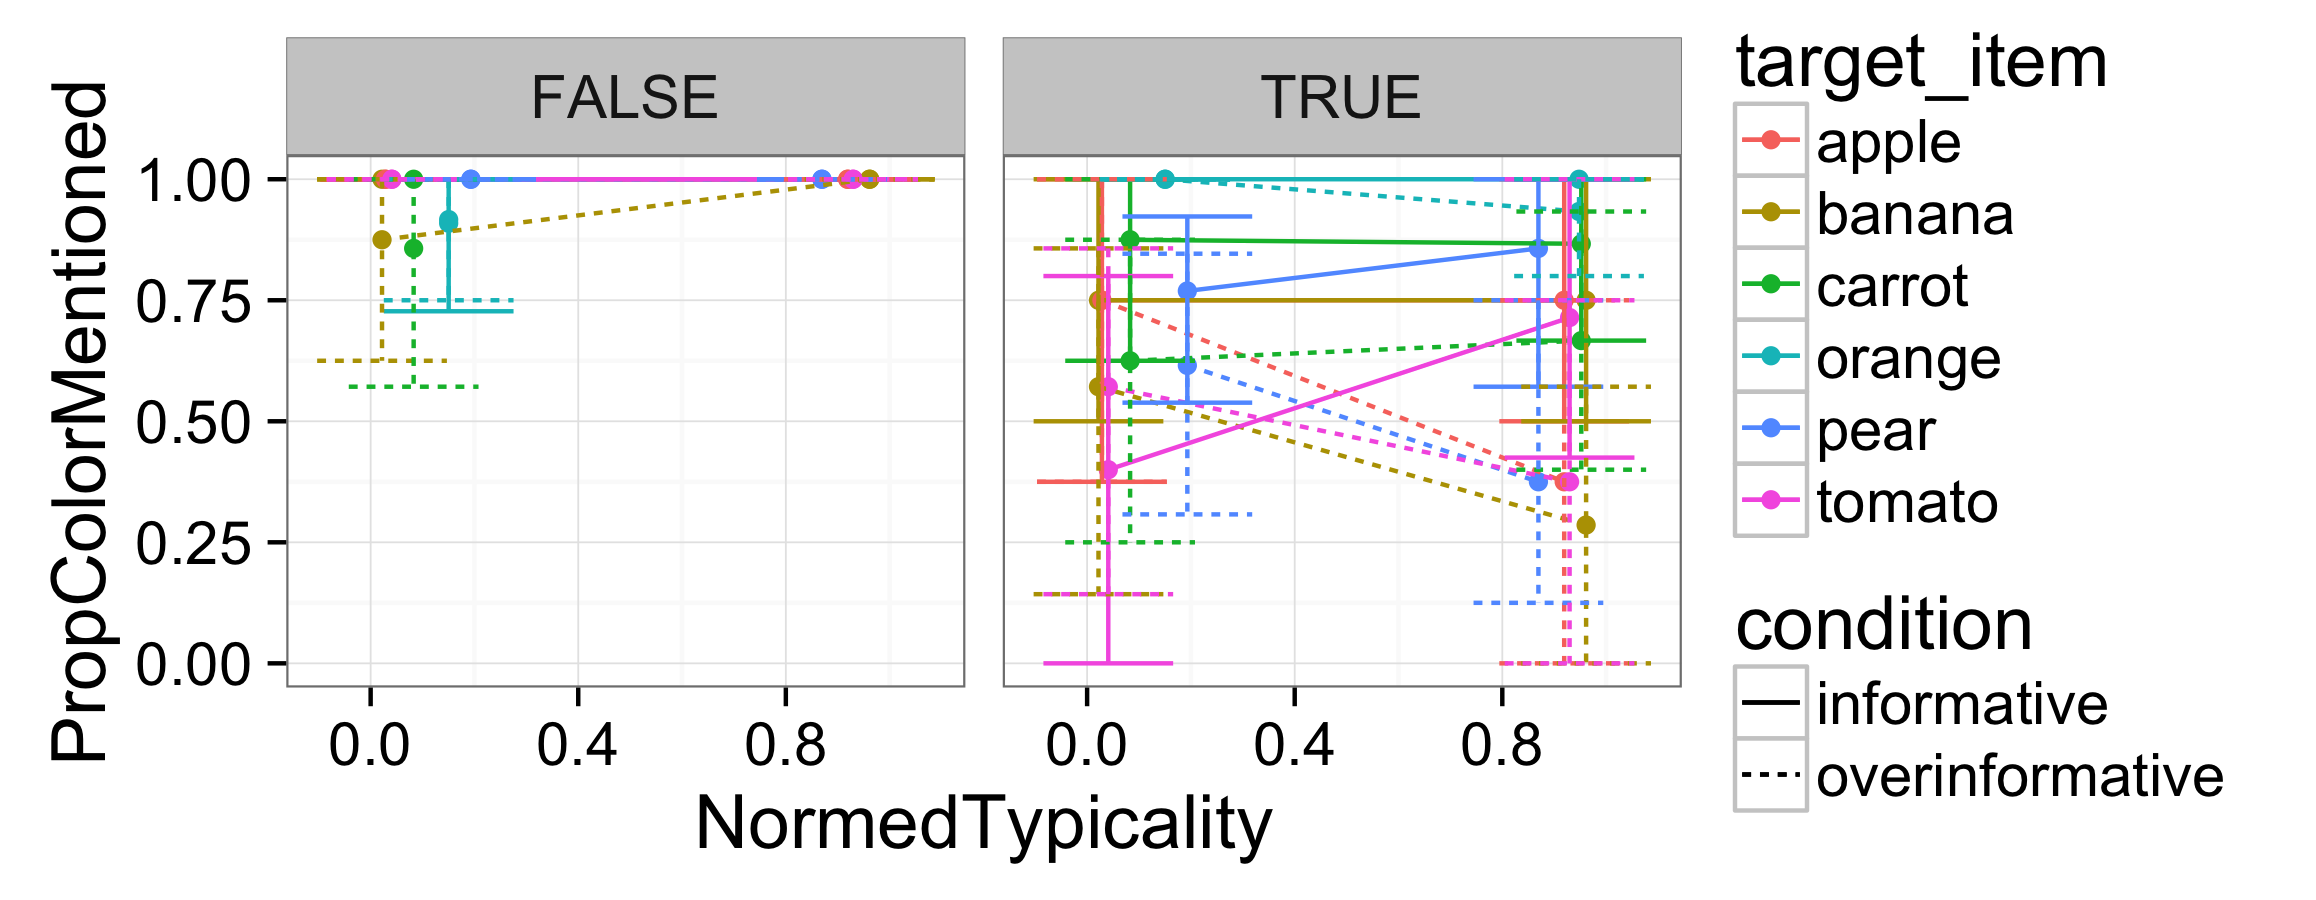 FALSE
TRUE
PropColorMentioned
1.00
0.75
0.50
0.25
0.00
0.0
0.4
0.8
0.0
0.4
0.8
NormedTypicality
target_item
apple
banana
carrot
orange
pear
tomato
condition
informative
overinformative